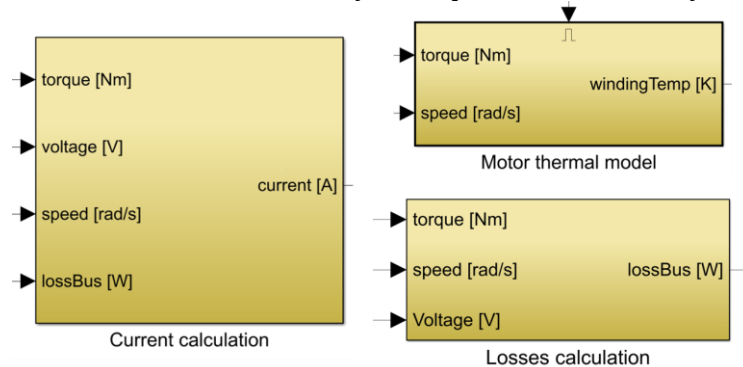 torque [Nm]
voltage [V]
speed [rad/s]
lossBus [W]
current [A]
Current calculation
torque [Nm]
speed [rad/s]
windingTemp [K]
Motor thermal model
torque [Nm]
speed [rad/s]
Voltage [V]
lossBus [W]
Losses calculation